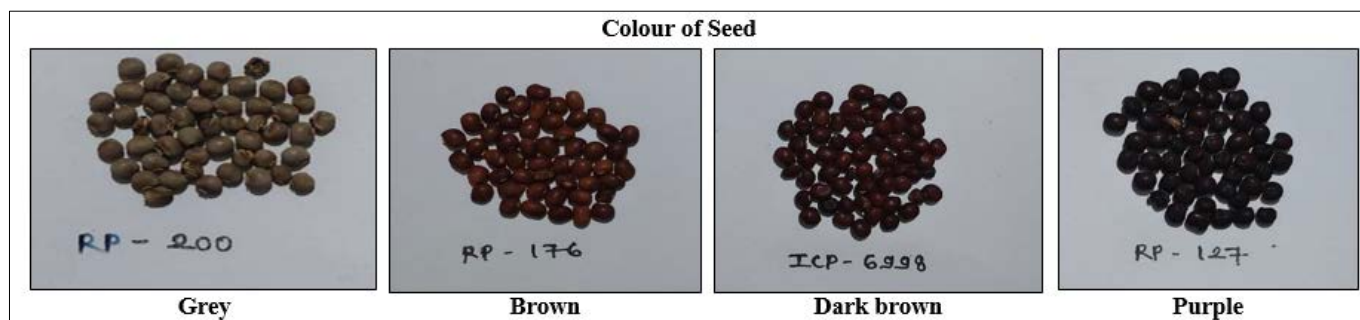 Colour of Seed
RP - 200
RP - 176
ICP - 6998
RP - 127
Grey
Brown
Dark brown
Purple